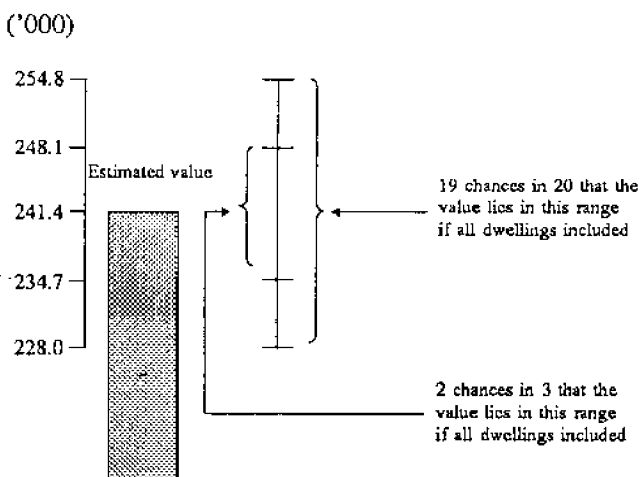 ('000)
254.8
248.1
Estimated value
241.4
234.7
228.0
19 chances in 20 that the
value lies in this range
if all dwellings included
2 chances in 3 that the
value lies in this range
if all dwellings included